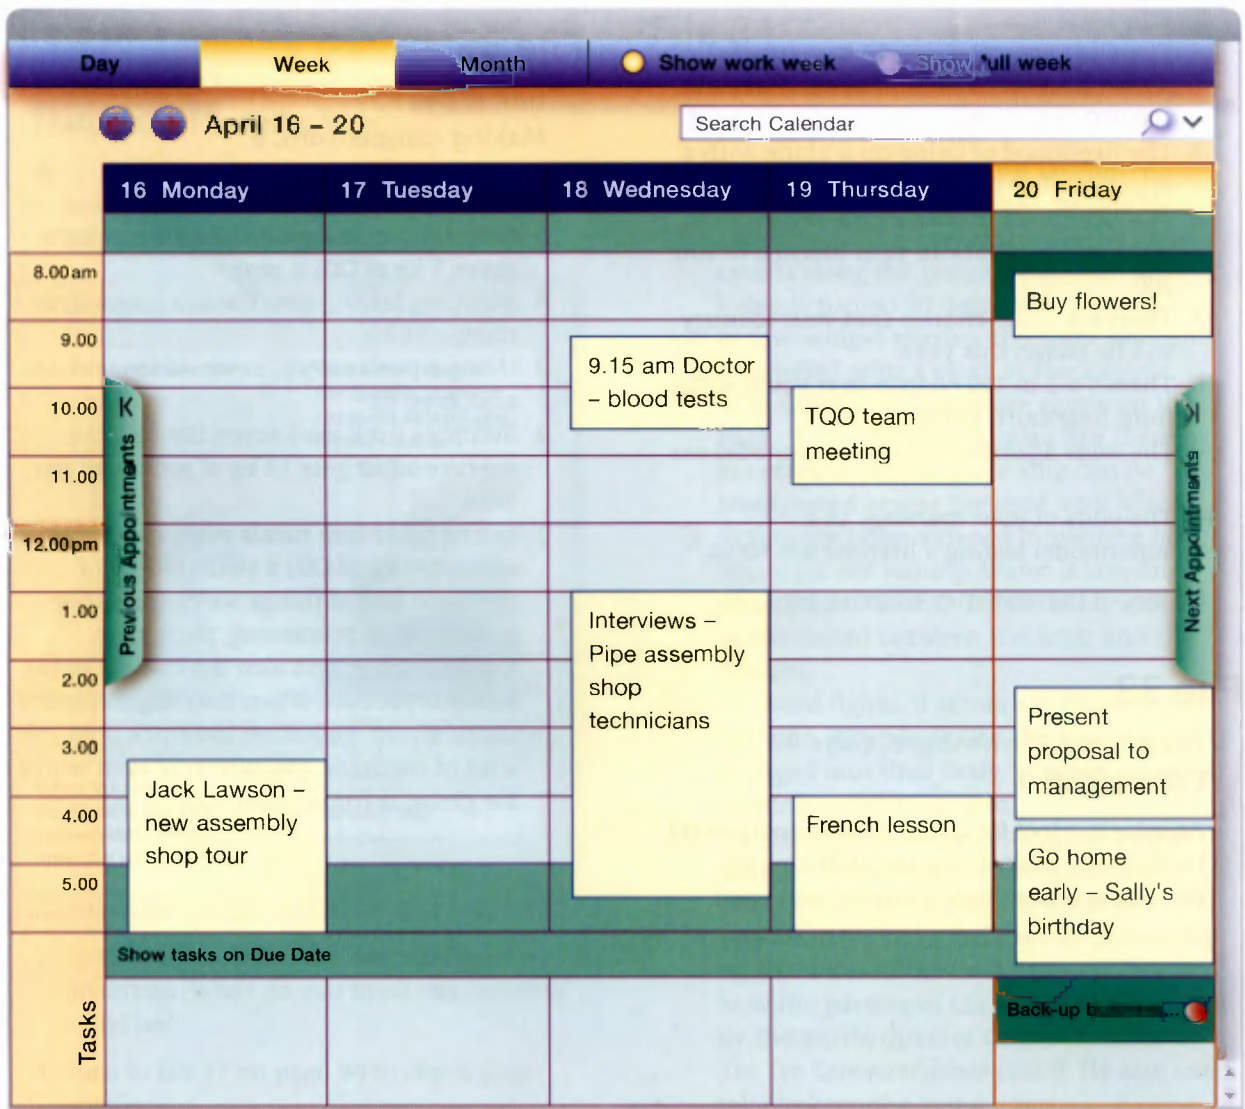 Day Week Month Show work week Show full week
April 16 – 20 Search Calendar
16 Monday 17 Tuesday 18 Wednesday 19 Thursday 20 Friday
8.00am
9.00
10.00
11.00
12.00pm
1.00
2.00
3.00
4.00
5.00
Previous Appointments
Jack Lawson –
new assembly
shop tour
9.15 am Doctor
– blood tests
Interviews –
Pipe assembly
shop
technicians
TQO team
meeting
French lesson
Buy flowers!
Present
proposal to
management
Go home
early – Sally's
birthday
Next Appointments
Show tasks on Due Date
Tasks
Back-up